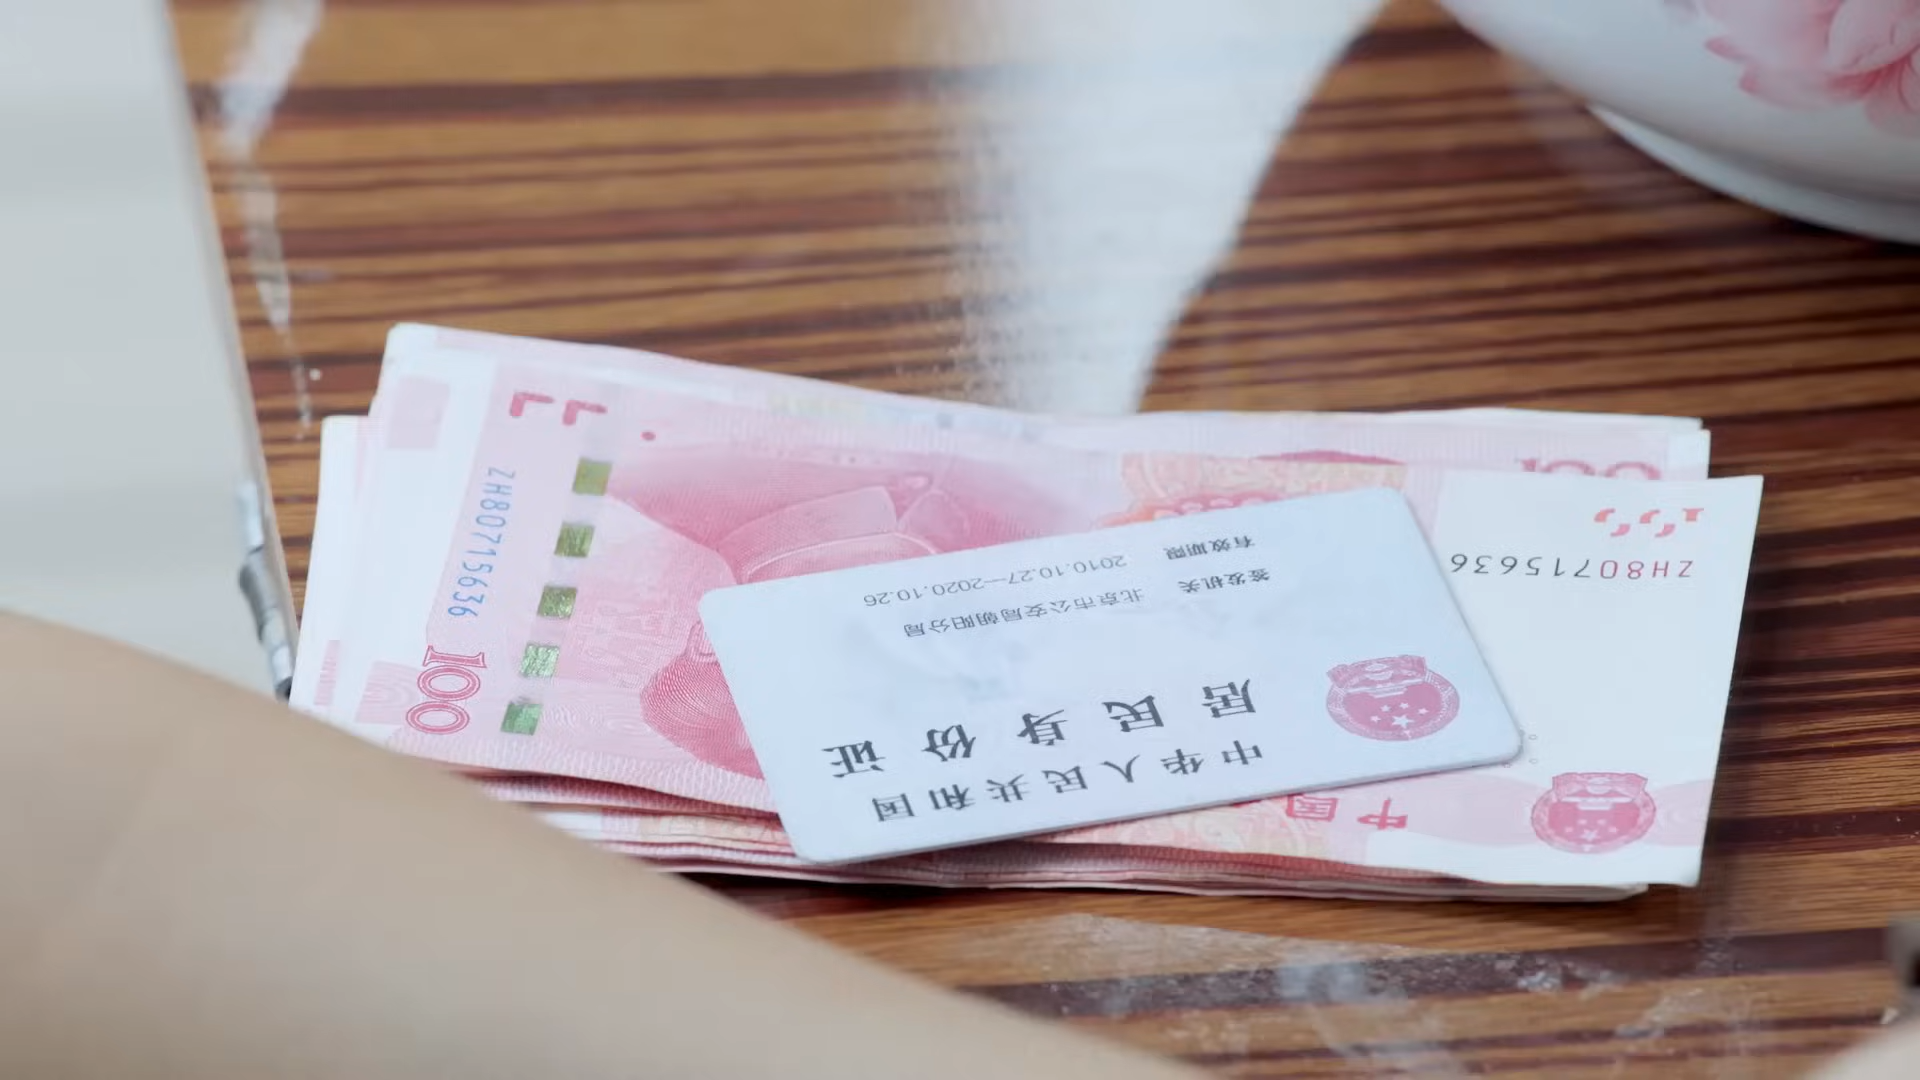 中华人民共和国
居民身份证
签发机关 北京市公安局朝阳分局
有效期限 2010.10.27—2020.10.26
ZH80715636
100
ZH80715636
中国
100